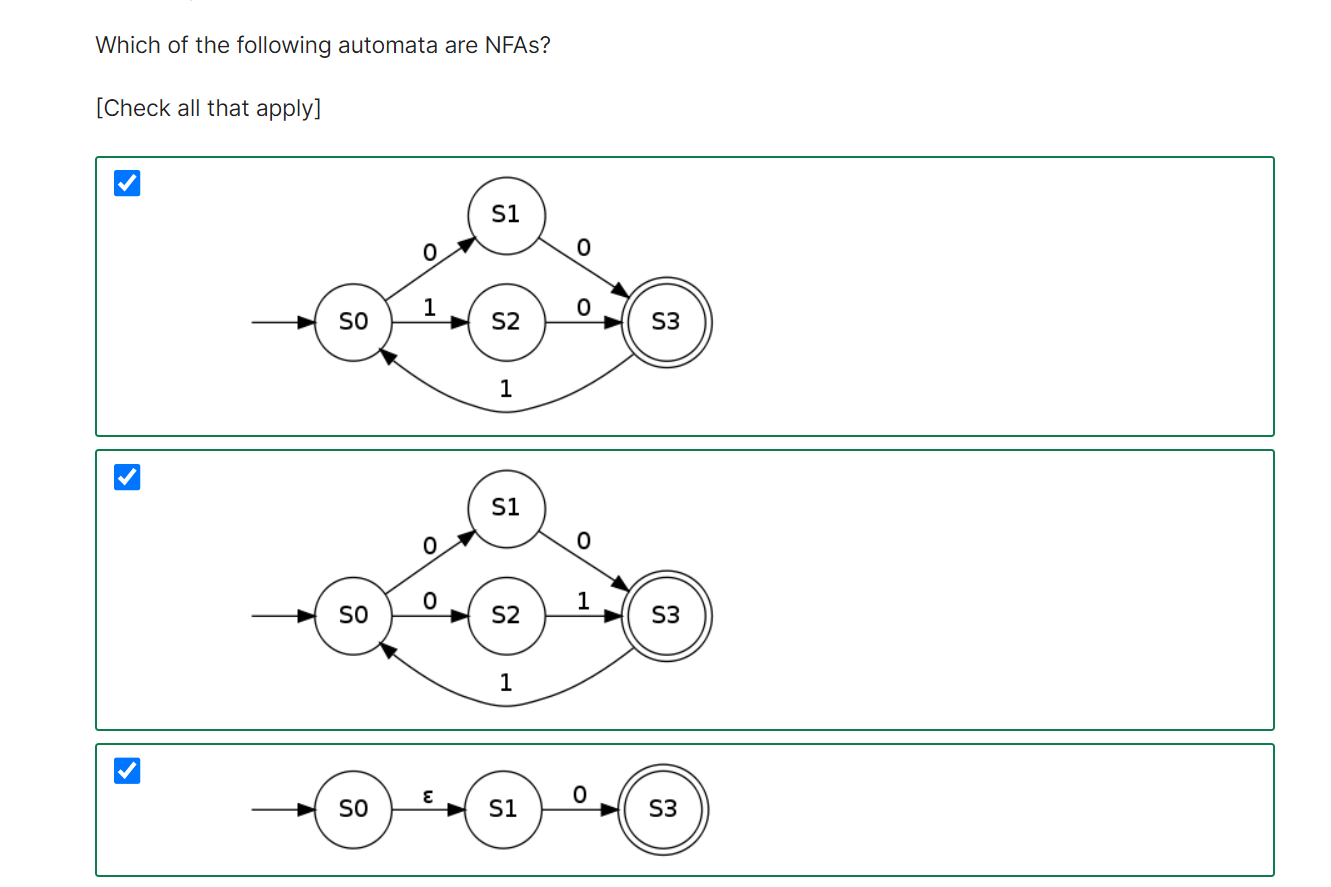 Which of the following automata are NFAs?
[Check all that apply]
S1
0
0
S0
1
S2
0
S3
1
S1
0
0
S0
0
S2
1
S3
1
S0
ε
S1
0
S3